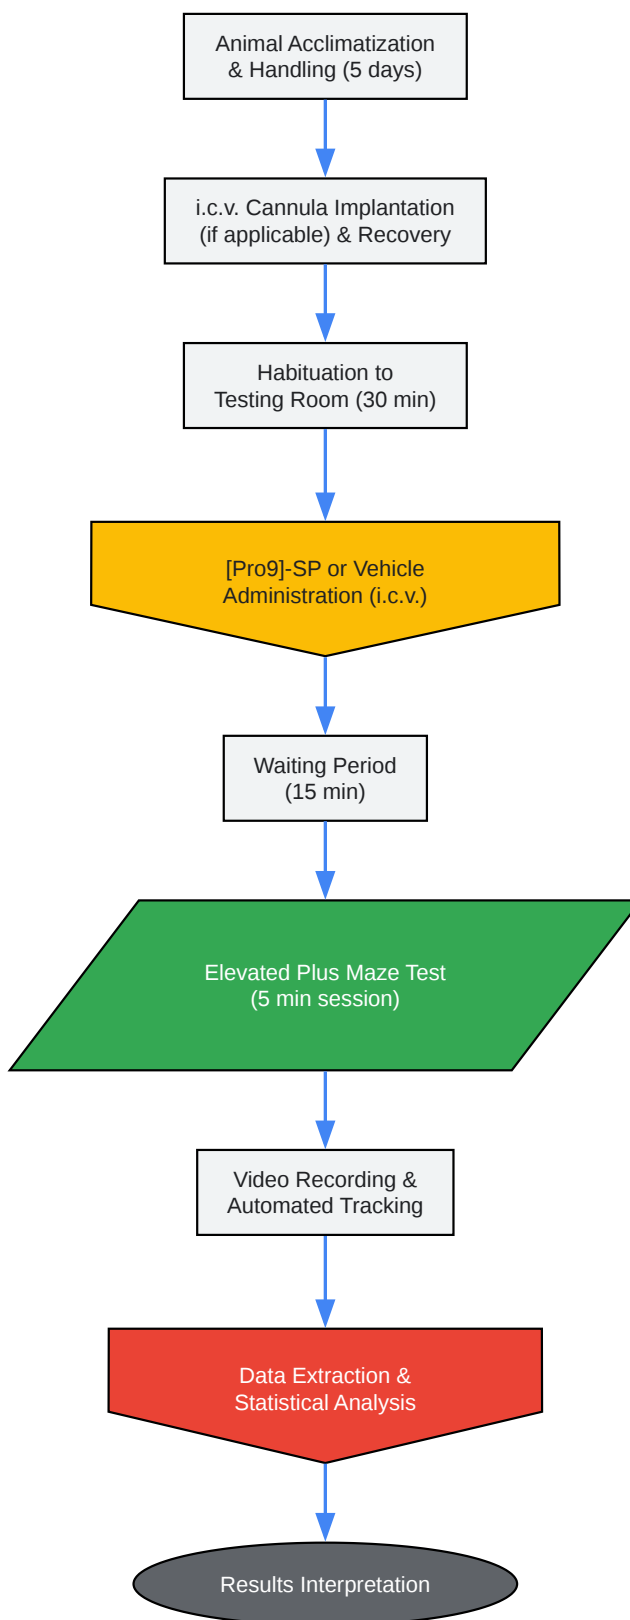 Animal Acclimatization
& Handling (5 days)
i.c.v. Cannula Implantation
(if applicable) & Recovery
Habituation to
Testing Room (30 min)
[Pro9]-SP or Vehicle
Administration (i.c.v.)
Waiting Period
(15 min)
Elevated Plus Maze Test
(5 min session)
Video Recording &
Automated Tracking
Data Extraction &
Statistical Analysis
Results Interpretation